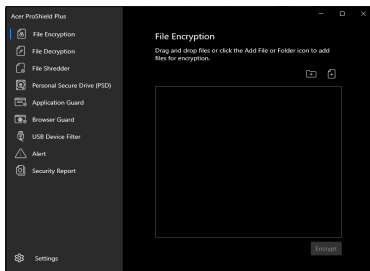 Acer ProShield Plus
File Encryption
File Decryption
File Shredder
Personal Secure Drive (PSD)
Application Guard
Browser Guard
USB Device Filter
Alert
Security Report
Settings
File Encryption
Drag and drop files or click the Add File or Folder icon to add
files for encryption.
Encrypt